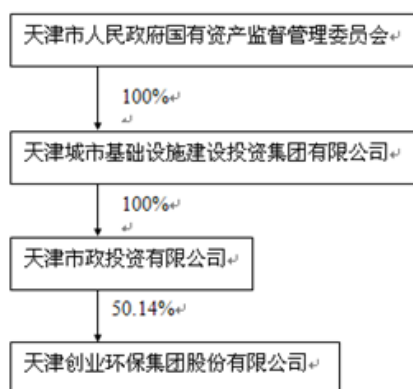 天津市人民政府国有资产监督管理委员会
100%
天津城市基础设施建设投资集团有限公司
100%
天津市政投资有限公司
50.14%
天津创业环保集团股份有限公司